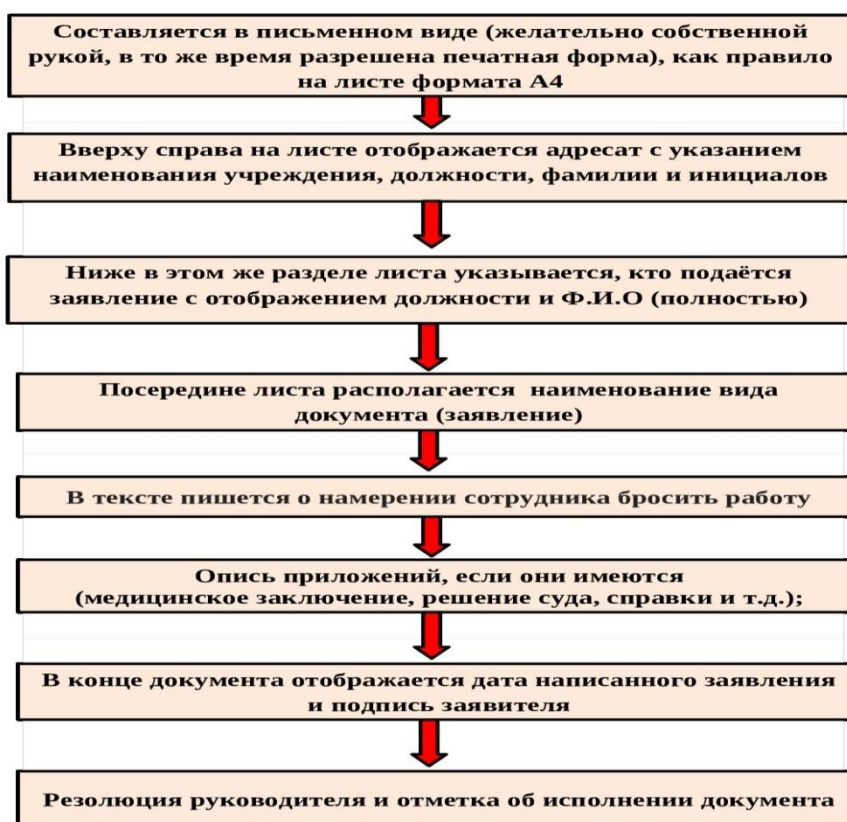 Составляется в письменном виде (желательно собственной
рукой, в то же время разрешена печатная форма), как правило
на листе формата А4
Вверху справа на листе отображается адресат с указанием
наименования учреждения, должности, фамилии и инициалов
Ниже в этом же разделе листа указывается, кто подаётся
заявление с отображением должности и Ф.И.О (полностью)
Посередине листа располагается наименование вида
документа (заявление)
В тексте пишется о намерении сотрудника бросить работу
Опись приложений, если они имеются
(медицинское заключение, решение суда, справки и т.д.);
В конце документа отображается дата написанного заявления
и подпись заявителя
Резолюция руководителя и отметка об исполнении документа